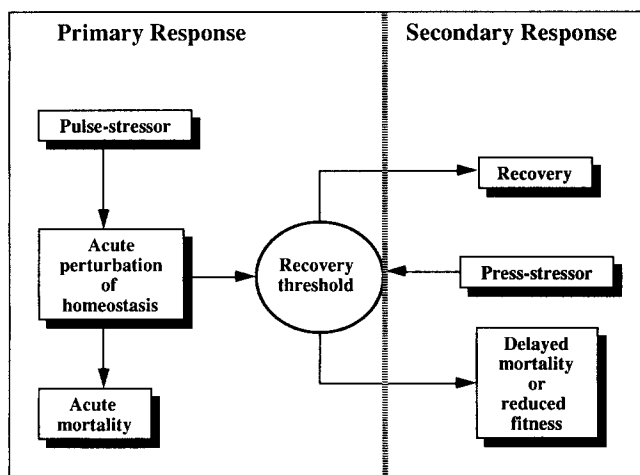 Primary Response
Secondary Response
Pulse-stressor
Acute
perturbation
of
homeostasis
Acute
mortality
Recovery
threshold
Recovery
Press-stressor
Delayed
mortality
or
reduced
fitness